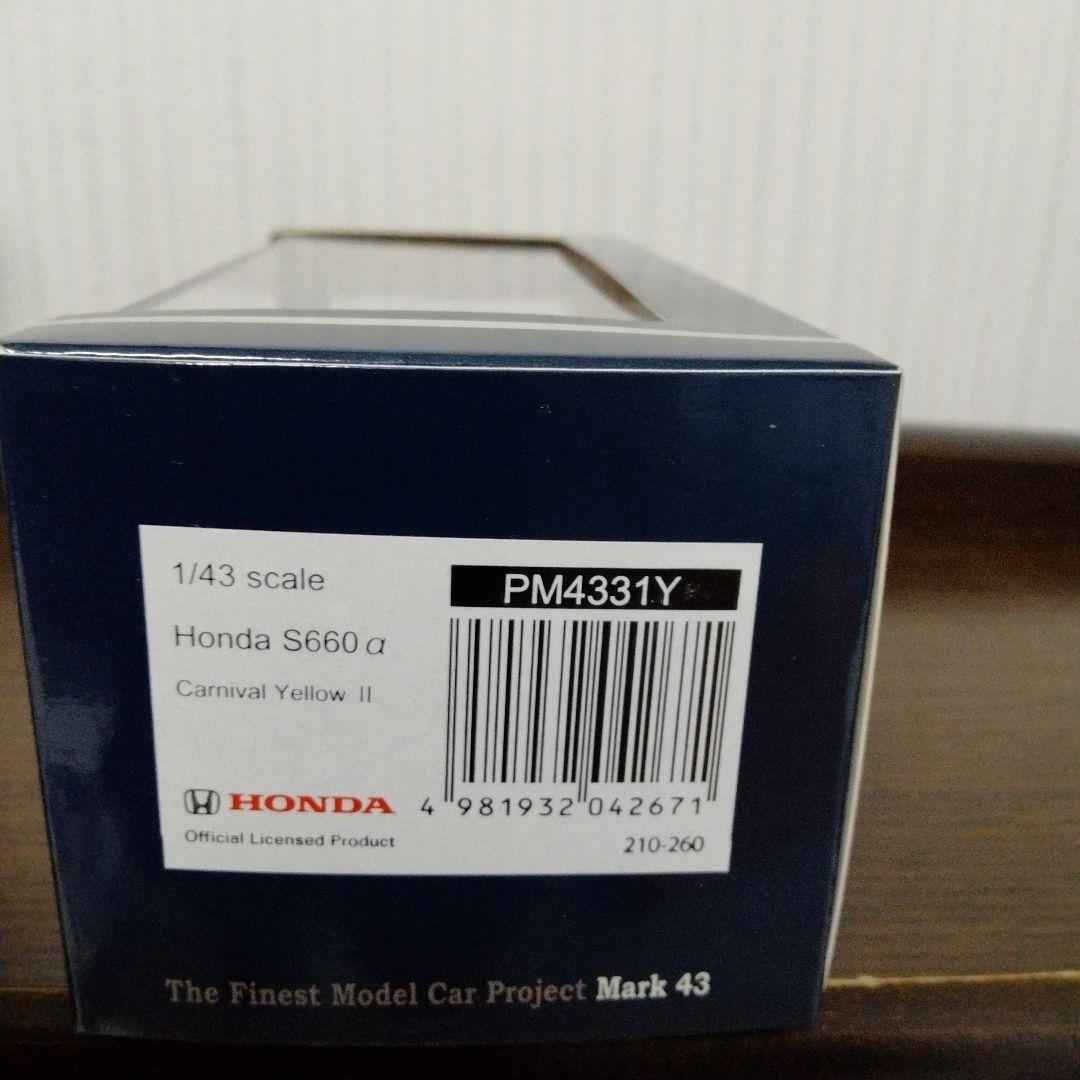 1/43 scale
PM4331Y
Honda S660 α
Carnival Yellow II
HONDA
4 981932 042671
Official Licensed Product
210-260
The Finest Model Car Project Mark 43